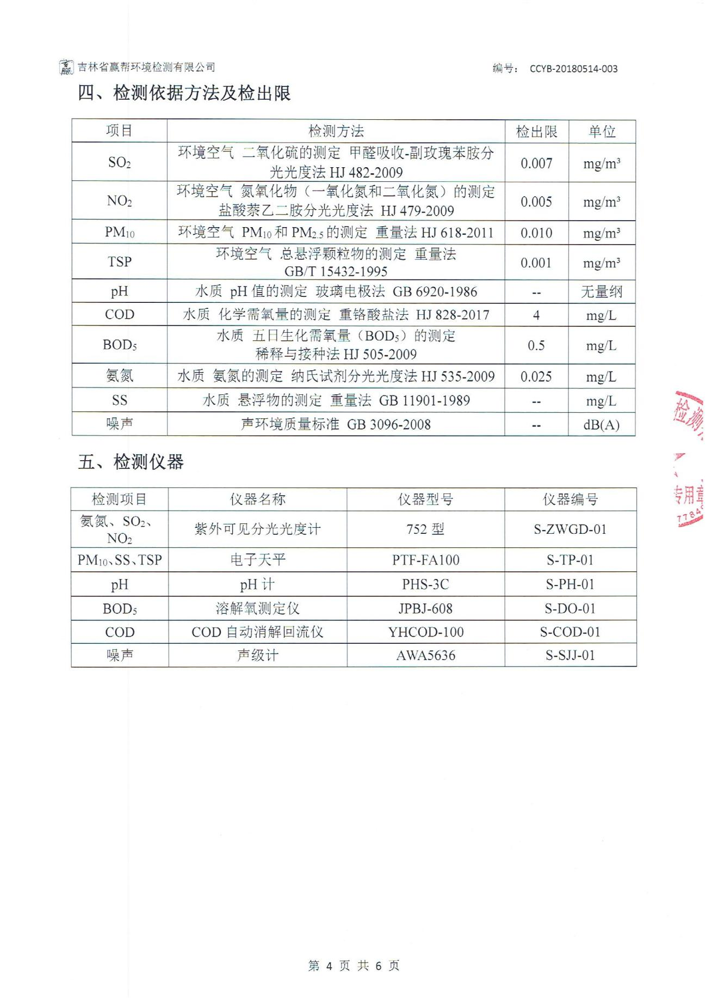 吉林省赢帮环境检测有限公司 编号： CCYB-20180514-003
四、检测依据方法及检出限
项目 检测方法 检出限 单位
SO₂ 环境空气 二氧化硫的测定 甲醛吸收-副玫瑰苯胺分
光光度法 HJ 482-2009 0.007 mg/m³
NO₂ 环境空气 氮氧化物（一氧化氮和二氧化氮）的测定
盐酸萘乙二胺分光光度法 HJ 479-2009 0.005 mg/m³
PM₁₀ 环境空气 PM₁₀和 PM₂.₅的测定 重量法 HJ 618-2011 0.010 mg/m³
TSP 环境空气 总悬浮颗粒物的测定 重量法
GB/T 15432-1995 0.001 mg/m³
pH 水质 pH 值的测定 玻璃电极法 GB 6920-1986 -- 无量纲
COD 水质 化学需氧量的测定 重铬酸盐法 HJ 828-2017 4 mg/L
BOD₅ 水质 五日生化需氧量（BOD₅）的测定
稀释与接种法 HJ 505-2009 0.5 mg/L
氨氮 水质 氨氮的测定 纳氏试剂分光光度法 HJ 535-2009 0.025 mg/L
SS 水质 悬浮物的测定 重量法 GB 11901-1989 -- mg/L
噪声 声环境质量标准 GB 3096-2008 -- dB(A)
五、检测仪器
检测项目 仪器名称 仪器型号 仪器编号
氨氮、SO₂、
NO₂ 紫外可见分光光度计 752 型 S-ZWGD-01
PM₁₀、SS、TSP 电子天平 PTF-FA100 S-TP-01
pH pH 计 PHS-3C S-PH-01
BOD₅ 溶解氧测定仪 JPBJ-608 S-DO-01
COD COD 自动消解回流仪 YHCOD-100 S-COD-01
噪声 声级计 AWA5636 S-SJJ-01
检测
专用章
7784
第 4 页 共 6 页